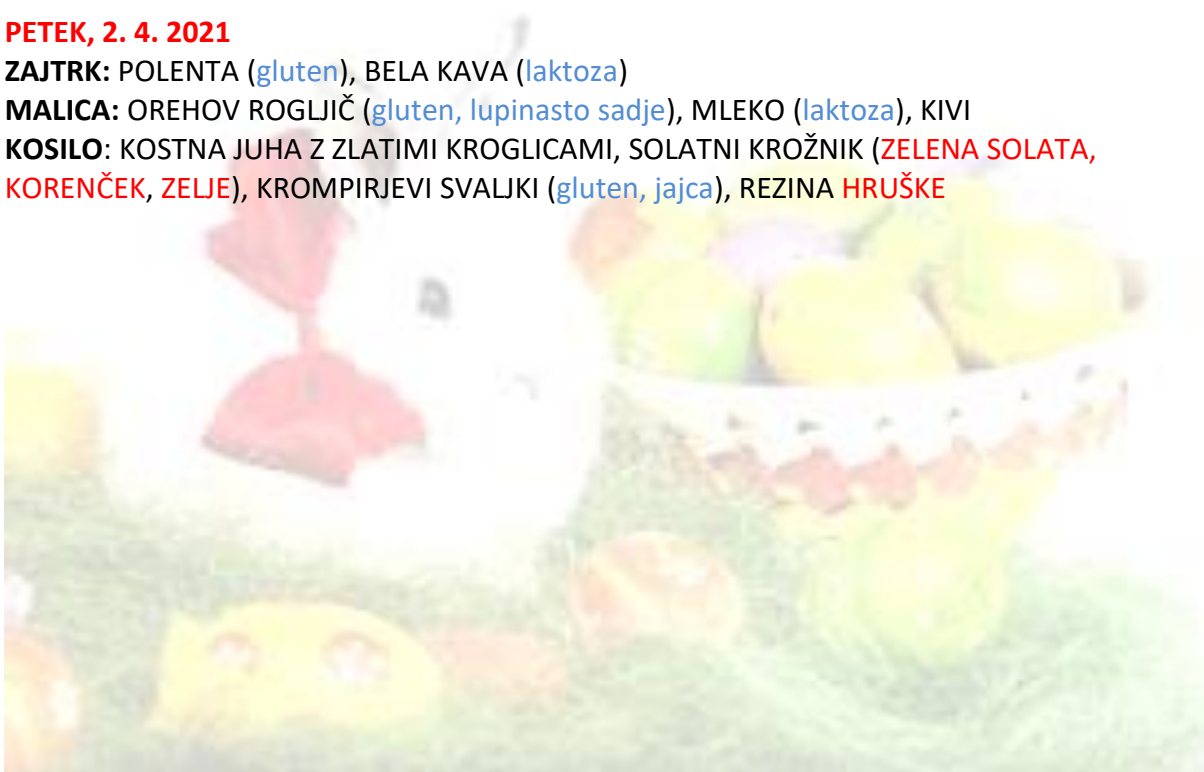 PETEK, 2. 4. 2021
ZAJTRK: POLENTA (gluten), BELA KAVA (laktoza)
MALICA: OREHOV ROGLJIČ (gluten, lupinasto sadje), MLEKO (laktoza), KIVI
KOSILO: KOSTNA JUHA Z ZLATIMI KROGLICAMI, SOLATNI KROŽNIK (ZELENA SOLATA,
KORENČEK, ZELJE), KROMPIRJEVI SVALJKI (gluten, jajca), REZINA HRUŠKE